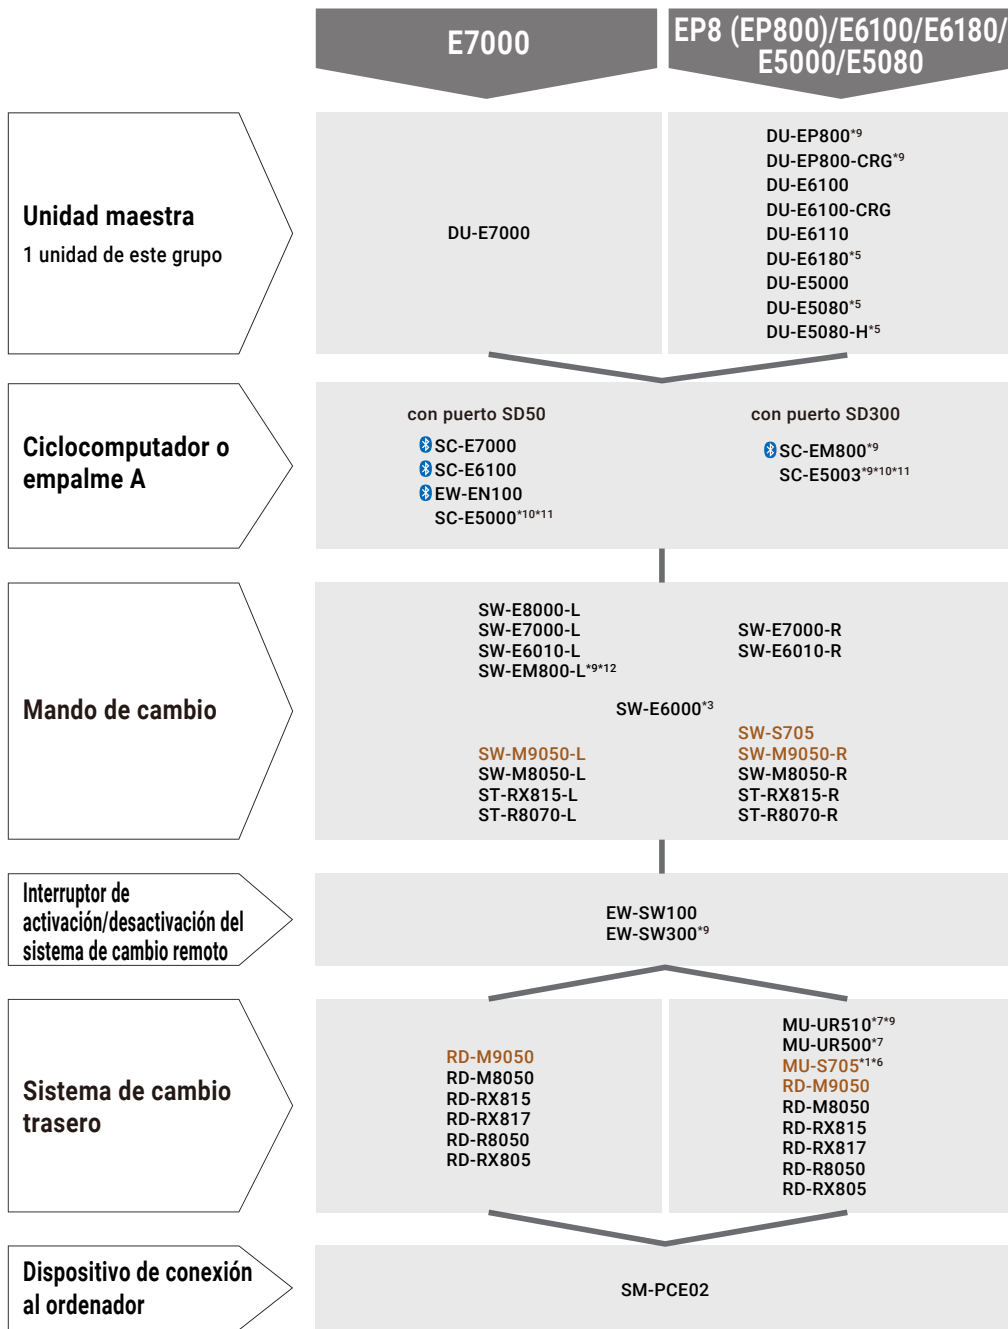 E7000
EP8 (EP800)/E6100/E6180/
E5000/E5080
Unidad maestra
1 unidad de este grupo
DU-E7000
DU-EP800*9
DU-EP800-CRG*9
DU-E6100
DU-E6100-CRG
DU-E6110
DU-E6180*5
DU-E5000
DU-E5080*5
DU-E5080-H*5
Ciclocomputador o
empalme A
con puerto SD50
SC-E7000
SC-E6100
EW-EN100
SC-E5000*10*11
con puerto SD300
SC-EM800*9
SC-E5003*9*10*11
Mando de cambio
SW-E8000-L
SW-E7000-L
SW-E6010-L
SW-EM800-L*9*12
SW-E7000-R
SW-E6010-R
SW-E6000*3
SW-M9050-L
SW-M8050-L
ST-RX815-L
ST-R8070-L
SW-S705
SW-M9050-R
SW-M8050-R
ST-RX815-R
ST-R8070-R
Interruptor de
activación/desactivación del
sistema de cambio remoto
EW-SW100
EW-SW300*9
Sistema de cambio
trasero
RD-M9050
RD-M8050
RD-RX815
RD-RX817
RD-R8050
RD-RX805
MU-UR510*7*9
MU-UR500*7
MU-S705*1*6
RD-M9050
RD-M8050
RD-RX815
RD-RX817
RD-R8050
RD-RX805
Dispositivo de conexión
al ordenador
SM-PCE02